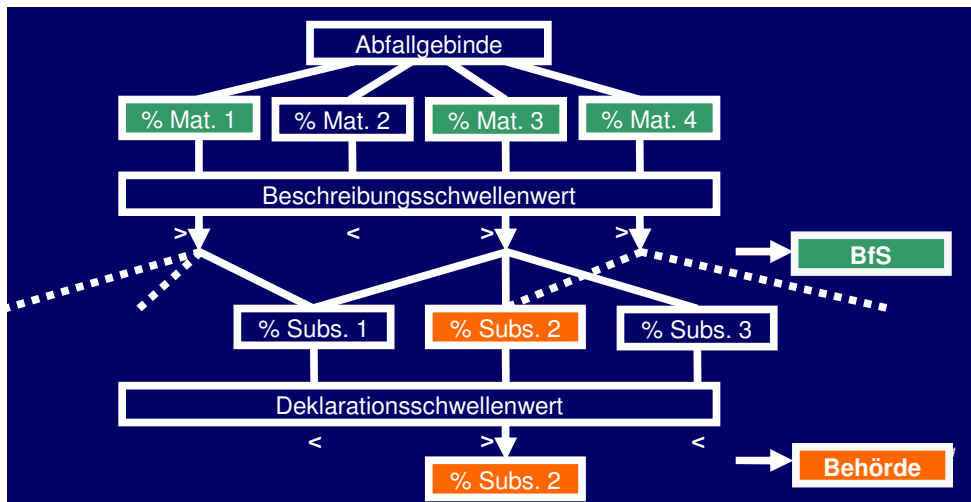 Abfallgebinde
% Mat. 1 % Mat. 2 % Mat. 3 % Mat. 4
Beschreibungsschwellenwert
> < > >
BfS
% Subs. 1 % Subs. 2 % Subs. 3
Deklarationsschwellenwert
< > <
Behörde
% Subs. 2